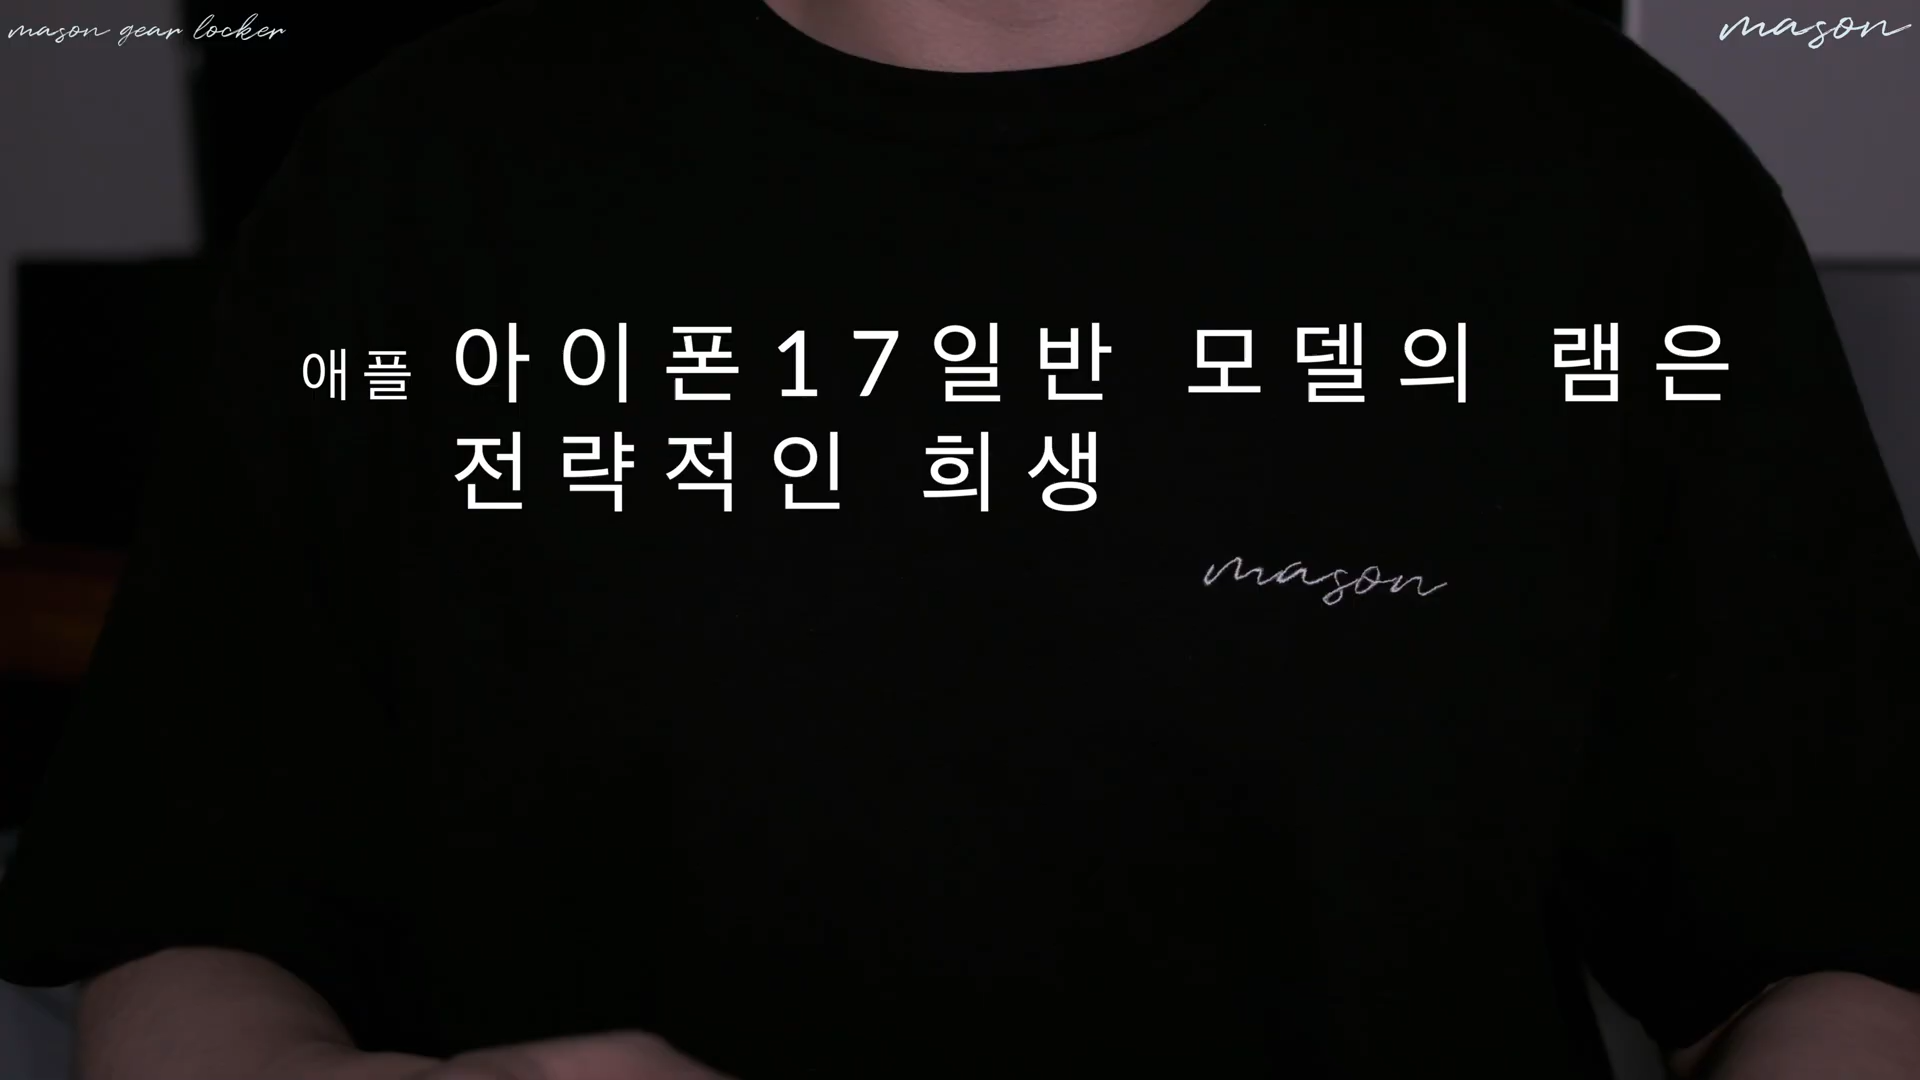 mason gear locker
mason
애플 아이폰17일반 모델의 램은
전략적인 희생
mason